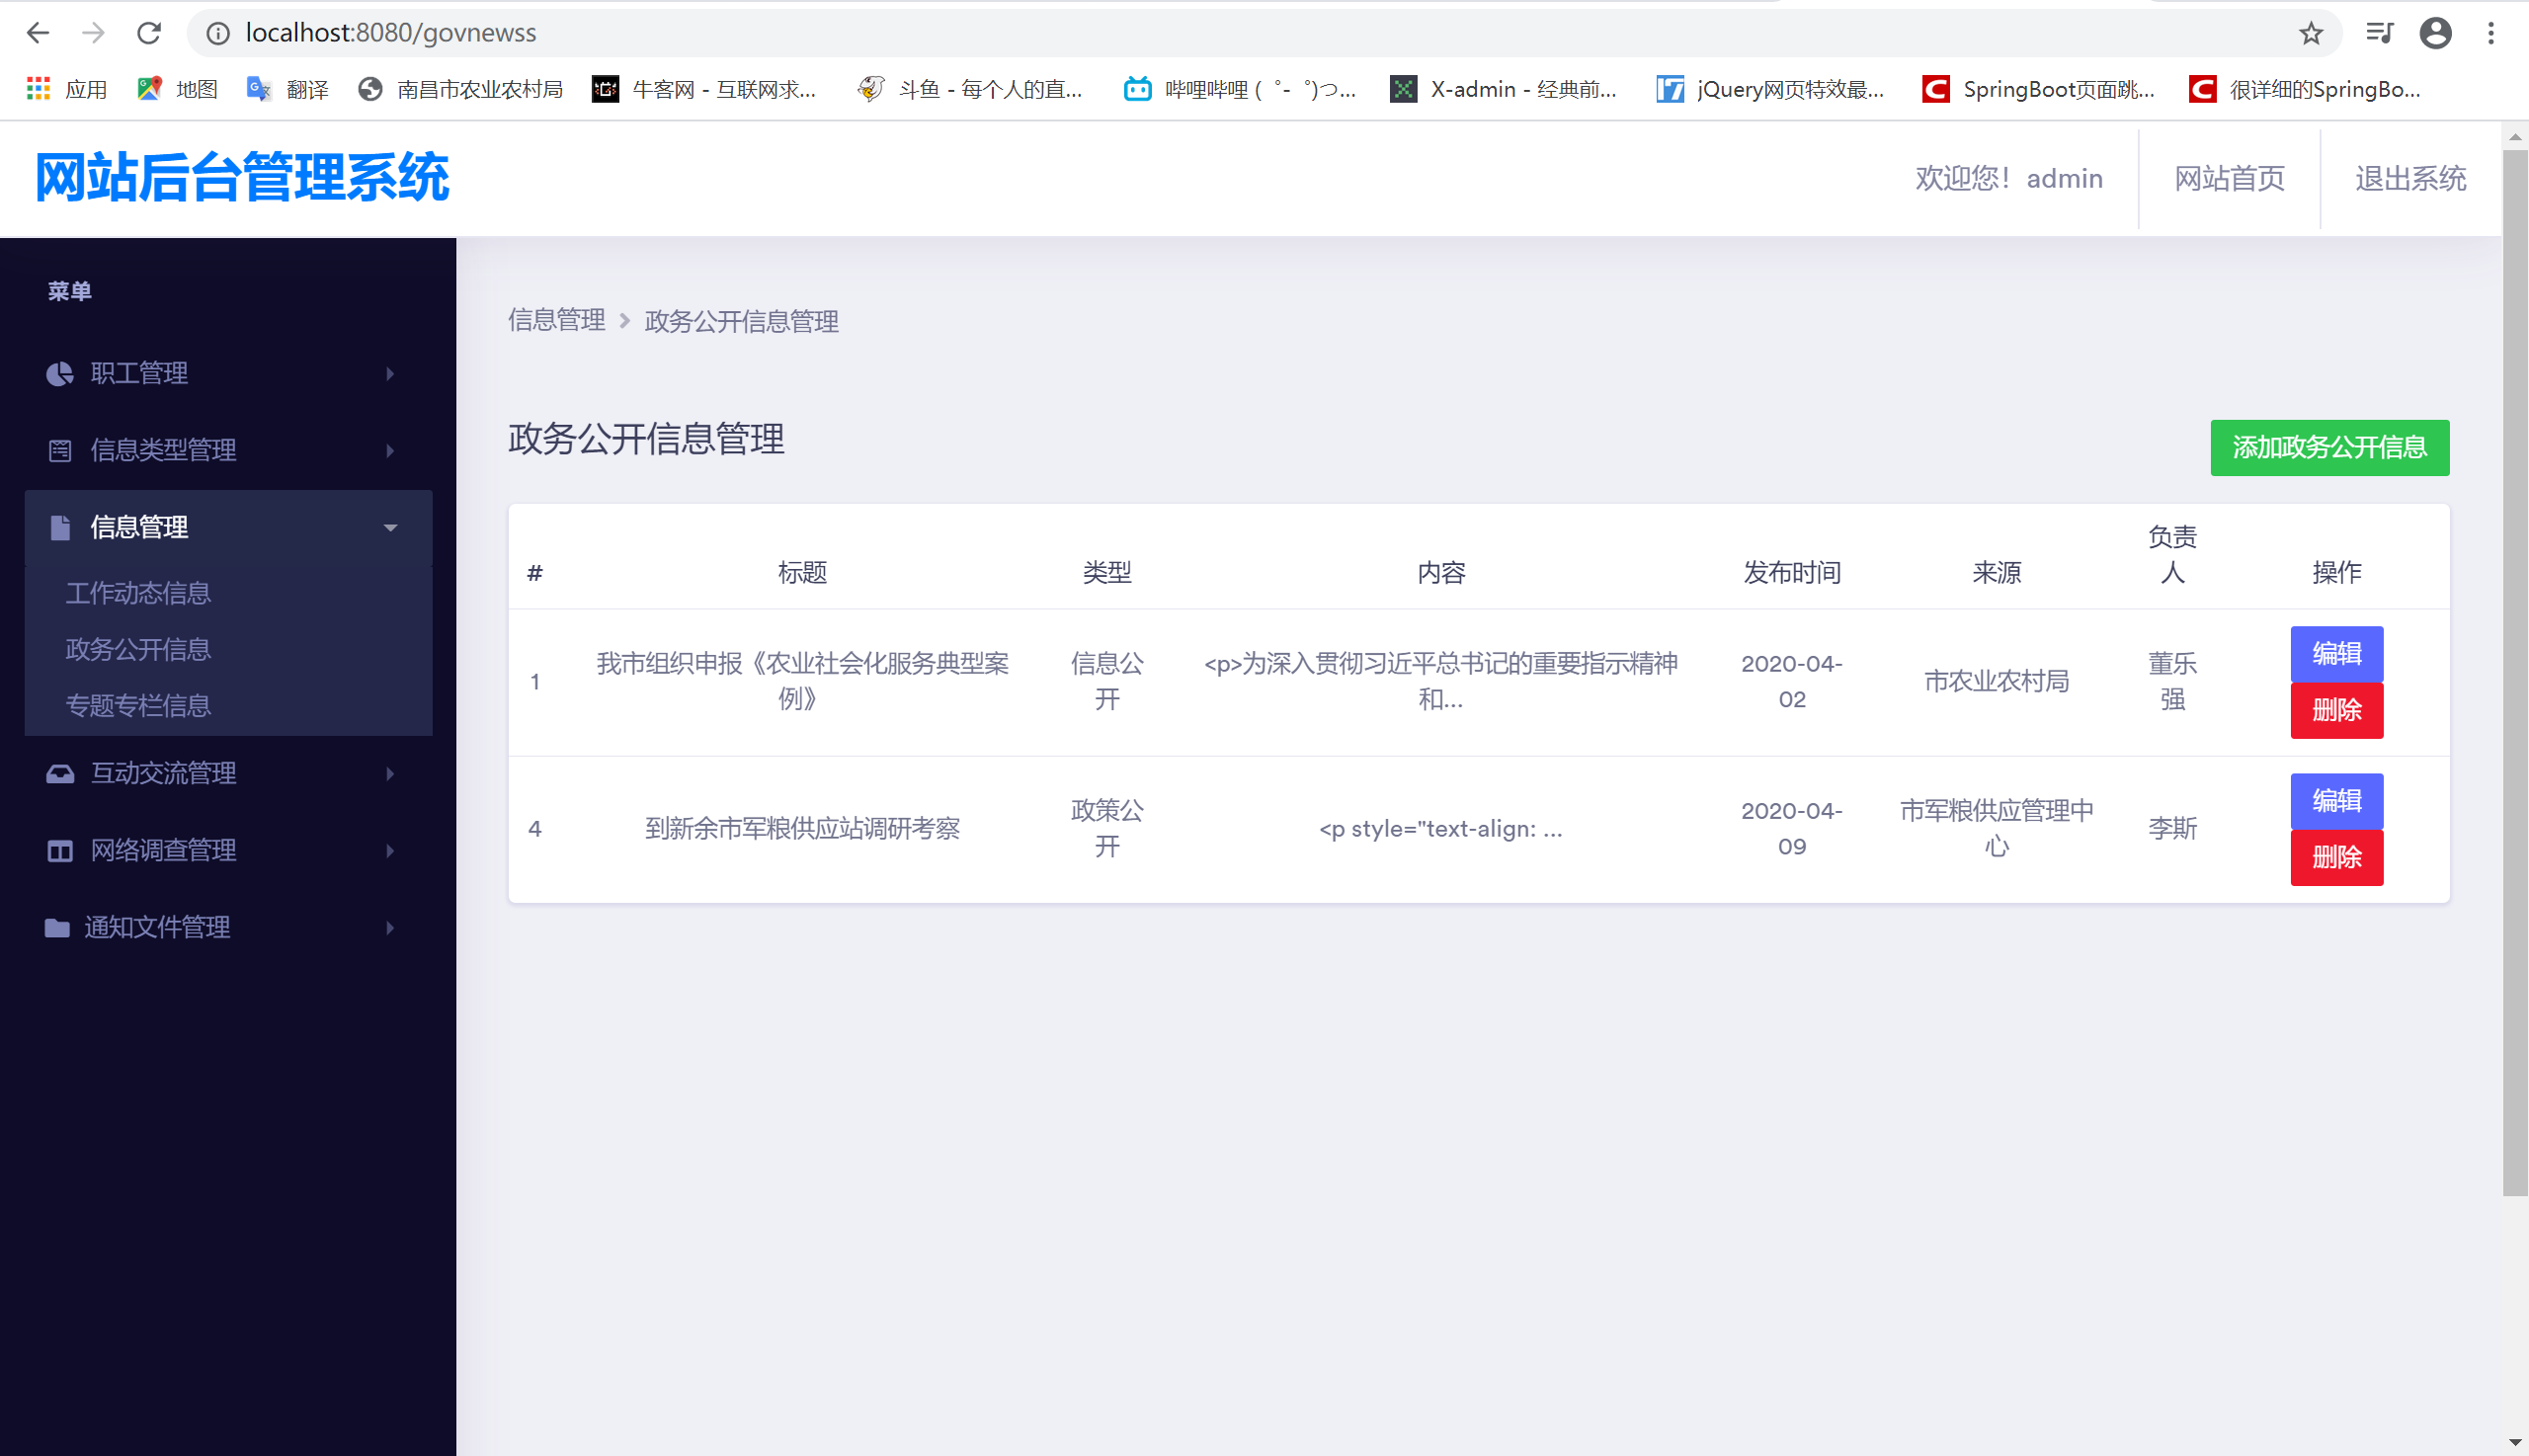 localhost:8080/govnewss
应用 地图 翻译 南昌市农业农村局 牛客网 - 互联网求... 斗鱼 - 每个人的直... 哔哩哔哩 ( ゜- ゜)つ... X-admin - 经典前... jQuery网页特效最... SpringBoot页面跳... 很详细的SpringBo...
网站后台管理系统
欢迎您！admin 网站首页 退出系统
菜单
职工管理
信息类型管理
信息管理
工作动态信息
政务公开信息
专题专栏信息
互动交流管理
网络调查管理
通知文件管理
信息管理 > 政务公开信息管理
政务公开信息管理
添加政务公开信息
# 标题 类型 内容 发布时间 来源 负责
人 操作
1 我市组织申报《农业社会化服务典型案
例》 信息公
开 <p>为深入贯彻习近平总书记的重要指示精神
和... 2020-04-
02 市农业农村局 董乐
强 编辑
删除
4 到新余市军粮供应站调研考察 政策公
开 <p style="text-align: ... 2020-04-
09 市军粮供应管理中
心 李斯 编辑
删除